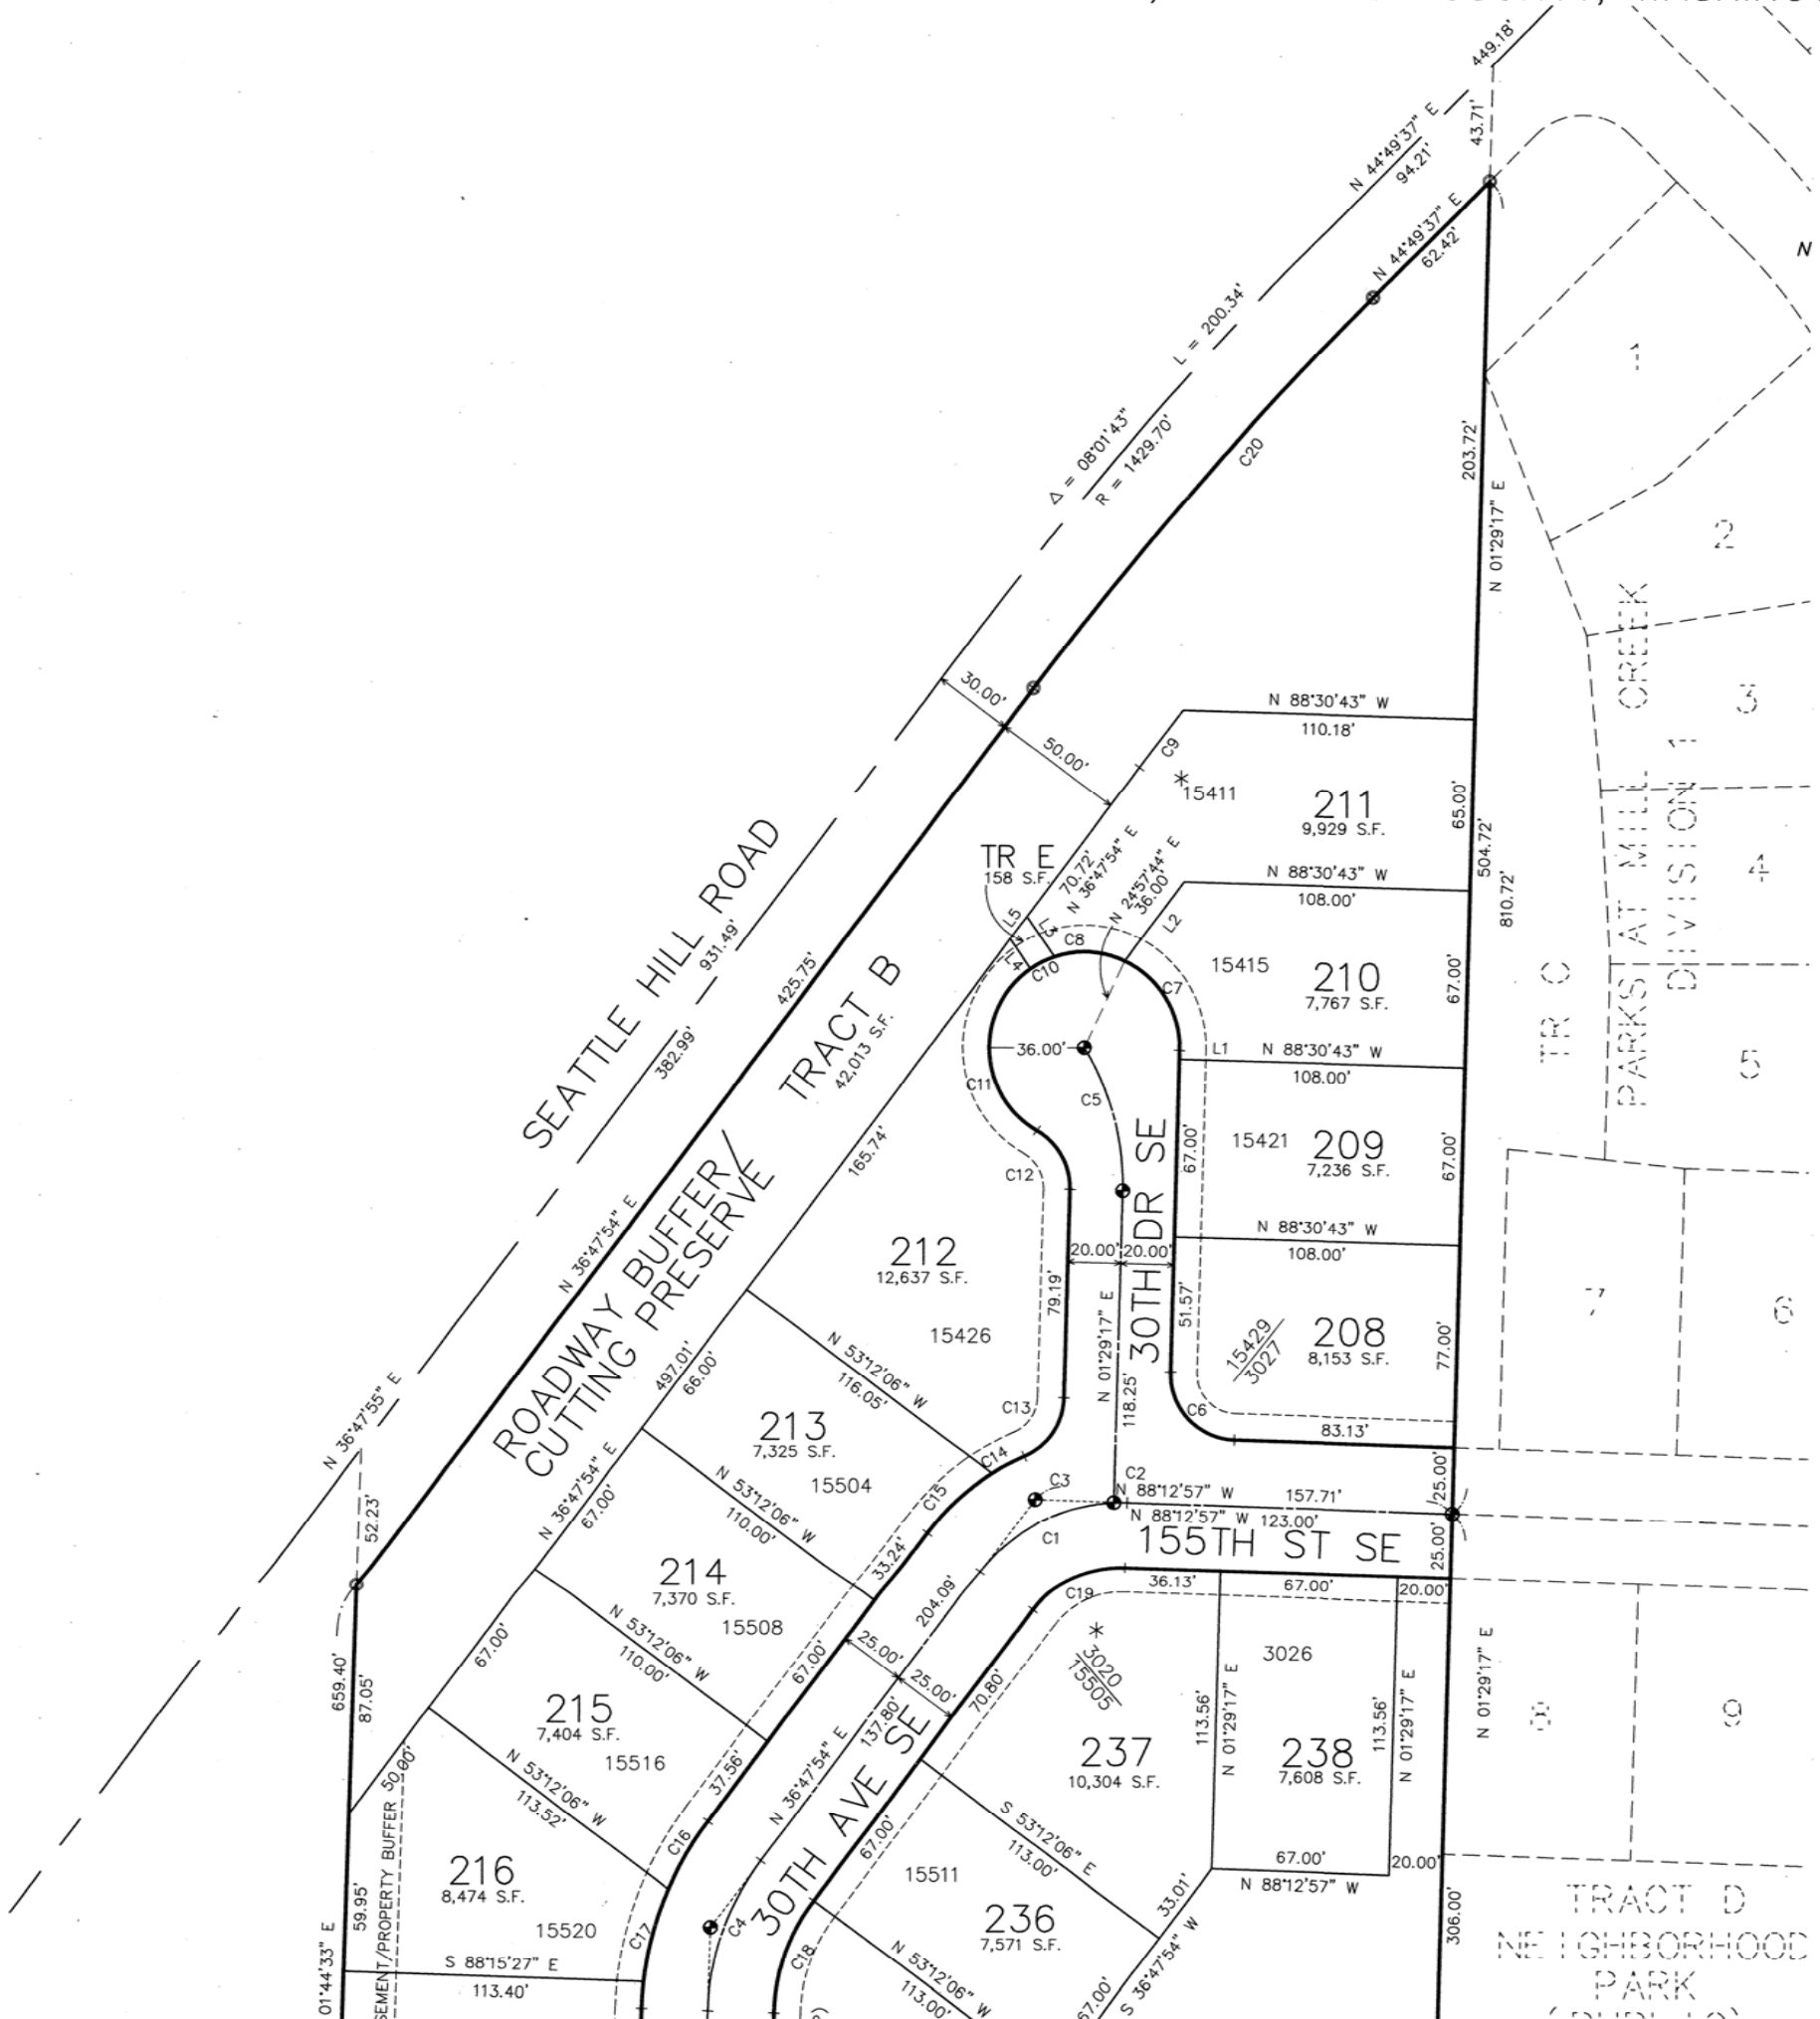 449.18'
43.71'
N 44°49'37" E
94.21'
N 44°49'37" E
62.42'
N
1
L = 200.34'
Δ = 08°01'43"
R = 1429.70'
C20
203.72'
N 01°29'17" E
2
3
4
5
PARKS AT MILL CREEK
DIVISION 1
TR C
30.00'
50.00'
N 88°30'43" W
110.18'
C9
*
15411
211
9,929 S.F.
65.00'
504.72'
810.72'
TR E
158 S.F.
70.72'
N 36°47'54" E
N 24°57'44" E
36.00'
N 88°30'43" W
108.00'
L5
L3
L4
L2
C8
C10
C7
15415
210
7,767 S.F.
67.00'
SEATTLE HILL ROAD
931.49'
382.99'
425.75'
TRACT B
42,013 S.F.
36.00'
L1
N 88°30'43" W
108.00'
C11
C5
165.74'
C12
67.00'
15421
209
7,236 S.F.
67.00'
30TH DR SE
N 36°47'54" E
ROADWAY BUFFER/
CUTTING PRESERVE
212
12,637 S.F.
15426
20.00'
20.00'
N 88°30'43" W
108.00'
79.19'
N 01°29'17" E
118.25'
51.57'
15429
3027
208
8,153 S.F.
77.00'
7
6
N 53°12'06" W
116.05'
497.01'
66.00'
N 36°47'55" E
213
7,325 S.F.
15504
C13
C14
C6
83.13'
25.00'
N 36°47'54" E
67.00'
N 53°12'06" W
110.00'
C15
C3
C2
N 88°12'57" W
157.71'
N 88°12'57" W
123.00'
C1
155TH ST SE
25.00'
52.23'
214
7,370 S.F.
15508
33.24'
204.09'
C19
36.13'
67.00'
20.00'
67.00'
N 53°12'06" W
110.00'
67.00'
25.00'
25.00'
*
3020
15505
3026
N 01°29'17" E
659.40'
87.05'
215
7,404 S.F.
15516
70.80'
137.80'
N 36°47'54" E
113.56'
N 01°29'17" E
113.56'
N 01°29'17" E
8
9
237
10,304 S.F.
238
7,608 S.F.
50.00'
N 53°12'06" W
113.52'
37.56'
30TH AVE SE
67.00'
S 53°12'06" E
113.00'
C16
216
8,474 S.F.
15520
59.95'
15511
67.00'
20.00'
N 88°12'57" W
33.01'
S 36°47'54" W
67.00'
TRACT D
NEIGHBORHOOD
PARK
306.00'
C17
C4
C18
236
7,571 S.F.
N 53°12'06" W
113.00'
S 88°15'27" E
113.40'
01°44'33" E
SEMENT/PROPERTY BUFFER